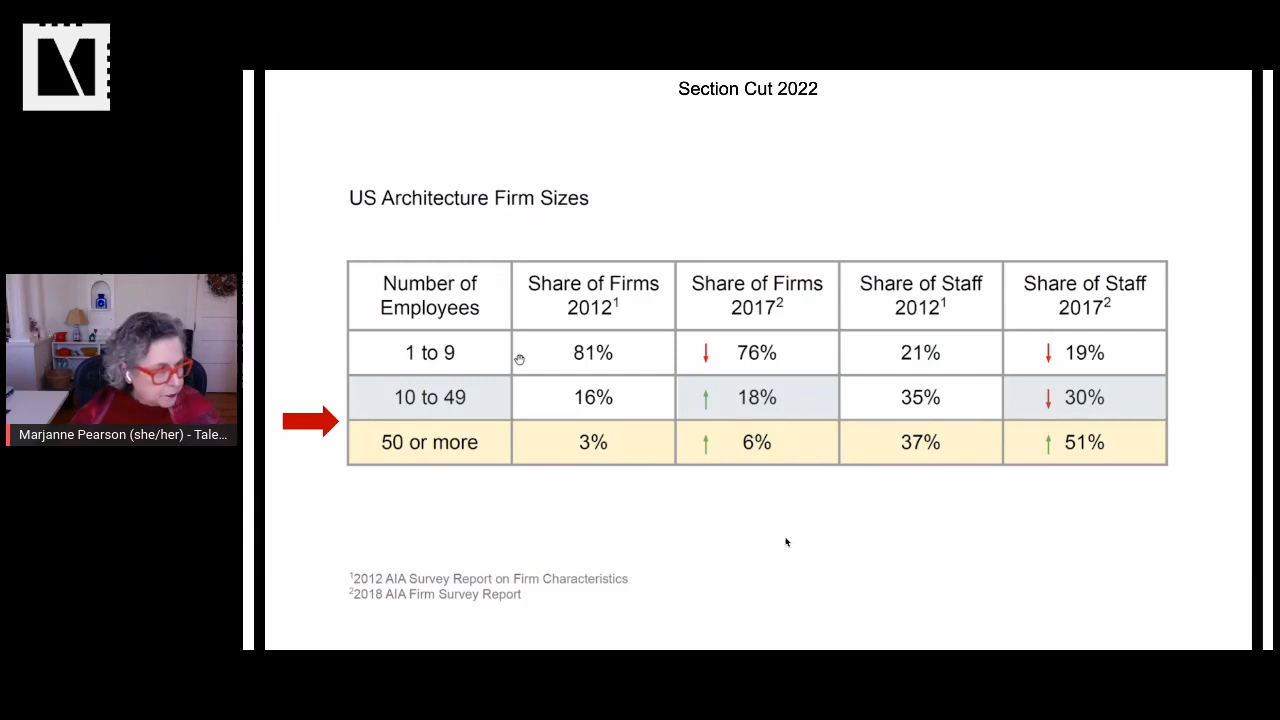 Section Cut 2022
US Architecture Firm Sizes
Number of Employees Share of Firms 2012¹ Share of Firms 2017² Share of Staff 2012¹ Share of Staff 2017²
1 to 9 81% ↓ 76% 21% ↓ 19%
10 to 49 16% ↑ 18% 35% ↓ 30%
50 or more 3% ↑ 6% 37% ↑ 51%
Marjanne Pearson (she/her) - Tale...
¹2012 AIA Survey Report on Firm Characteristics
²2018 AIA Firm Survey Report